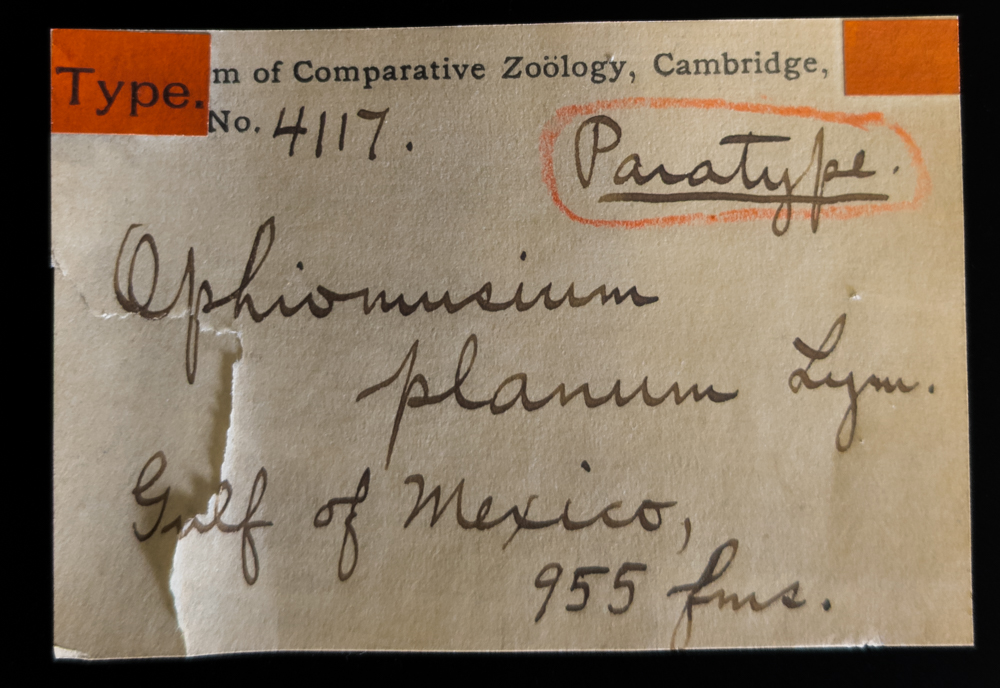 Type. m of Comparative Zoölogy, Cambridge,
No. 4117.
Paratype.
Ophiomusium
planum Lym.
Gulf of Mexico,
955 fms.